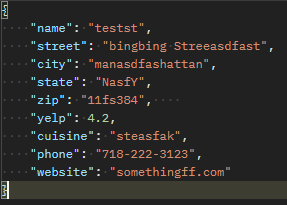 {
"name": "testst",
"street": "bingbing Streeasdfast",
"city": "manasdfashattan",
"state": "NasfY",
"zip": "11fs384",
"yelp": 4.2,
"cuisine": "steasfak",
"phone": "718-222-3123",
"website": "somethingff.com"
}